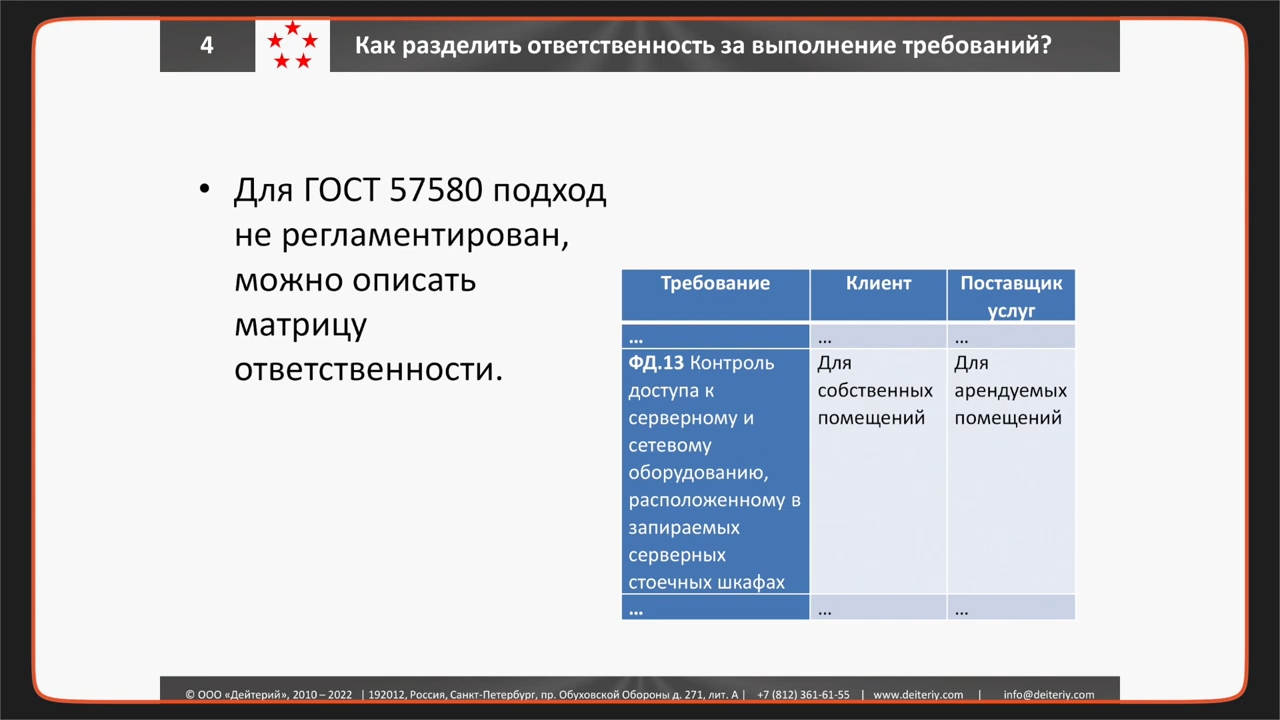 4
Как разделить ответственность за выполнение требований?
• Для ГОСТ 57580 подход
не регламентирован,
можно описать
матрицу
ответственности.
Требование
Клиент
Поставщик
услуг
...
...
...
ФД.13 Контроль
доступа к
серверному и
сетевому
оборудованию,
расположенному в
запираемых
серверных
стоечных шкафах
Для
собственных
помещений
Для
арендуемых
помещений
...
...
...
© ООО «Дейтерий», 2010 – 2022 | 192012, Россия, Санкт-Петербург, пр. Обуховской Обороны д. 271, лит. А | +7 (812) 361-61-55 | www.deiteriy.com | info@deiteriy.com